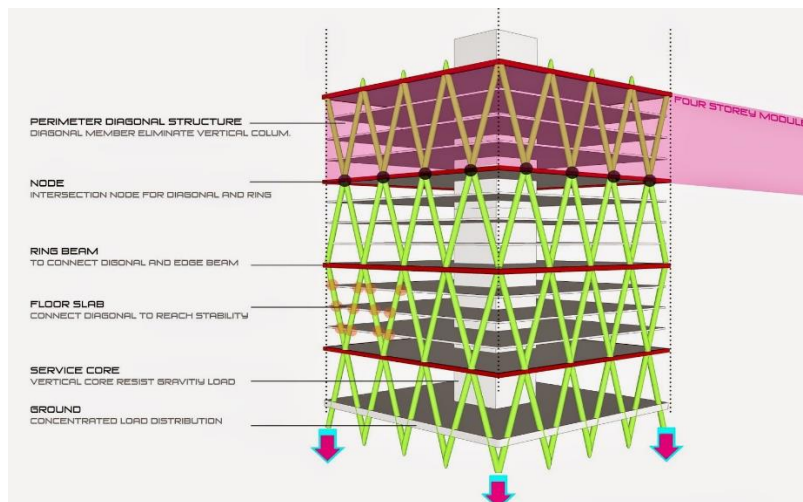 FOUR STOREY MODULE
PERIMETER DIAGONAL STRUCTURE
DIAGONAL MEMBER ELIMINATE VERTICAL COLUM.
NODE
INTERSECTION NODE FOR DIAGONAL AND RING
RING BEAM
TO CONNECT DIGONAL AND EDGE BEAM
FLOOR SLAB
CONNECT DIAGONAL TO REACH STABILITY
SERVICE CORE
VERTICAL CORE RESIST GRAVITIY LOAD
GROUND
CONCENTRATED LOAD DISTRIBUTION